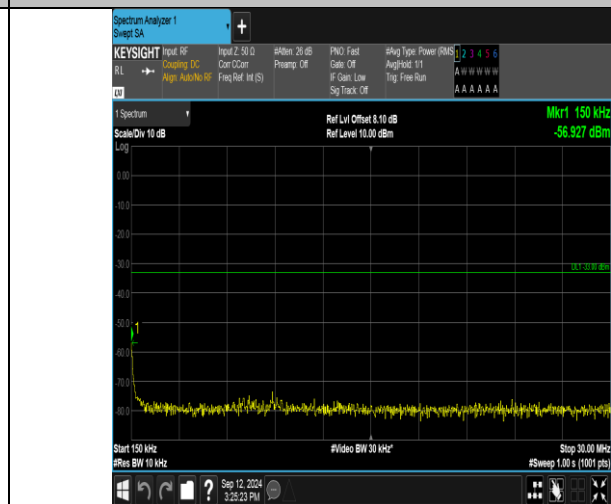 Spectrum Analyzer 1
Swept SA
+
KEYSIGHT Input: RF Input Z: 50 Ω #Atten: 26 dB PNO: Fast #Avg Type: Power (RMS 1 2 3 4 5 6
RL Coupling: DC Corr CCorr Preamp: Off Gate: Off Avg|Hold: 1/1 A W W W W W
Align: Auto/No RF Freq Ref: Int (S) IF Gain: Low Trig: Free Run
Sig Track: Off A A A A A A
LXI
1 Spectrum Ref Lvl Offset 8.10 dB Mkr1 150 kHz
Scale/Div 10 dB Ref Level 10.00 dBm -56.927 dBm
Log
0.00
-10.0
-20.0
-30.0
DL1 -33.00 dBm
-40.0
-50.0
1
-60.0
-70.0
-80.0
Start 150 kHz #Video BW 30 kHz* Stop 30.00 MHz
#Res BW 10 kHz #Sweep 1.00 s (1001 pts)
? Sep 12, 2024
3:25:23 PM